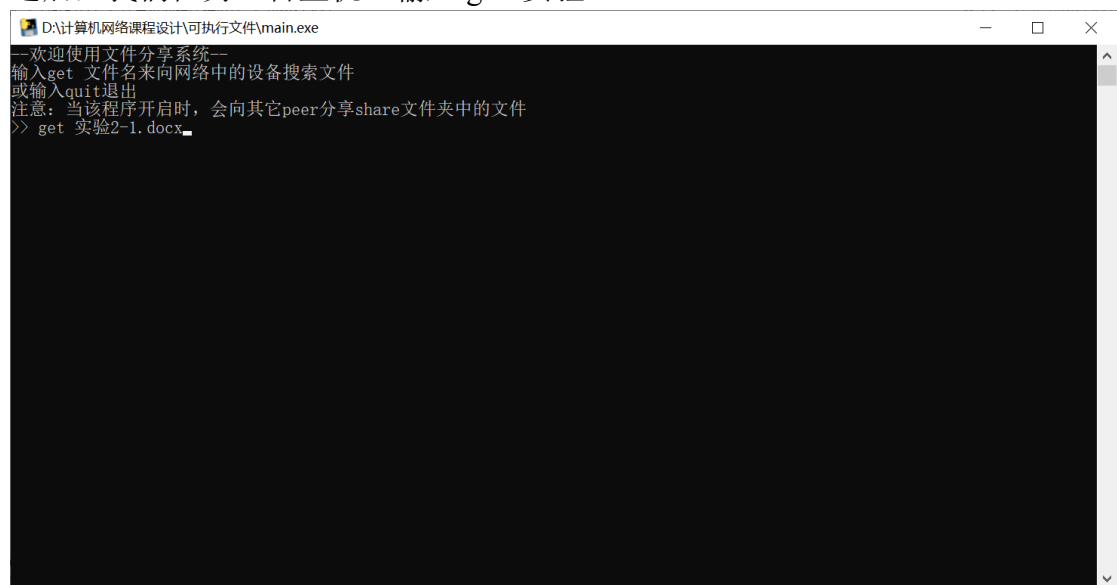 D:\计算机网络课程设计\可执行文件\main.exe
--欢迎使用文件分享系统--
输入get 文件名来向网络中的设备搜索文件
或输入quit退出
注意：当该程序开启时，会向其它peer分享share文件夹中的文件
>> get 实验2-1.docx